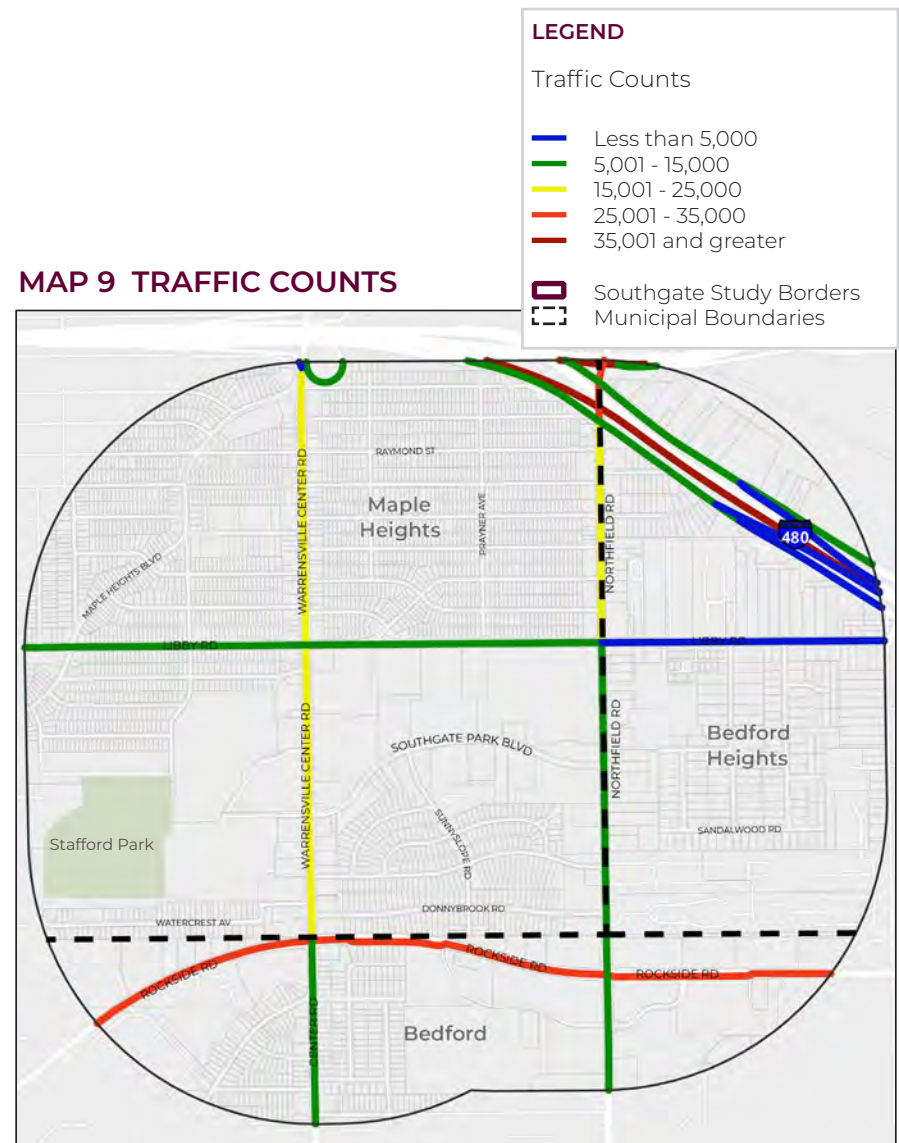 LEGEND
Traffic Counts
Less than 5,000
5,001 - 15,000
15,001 - 25,000
25,001 - 35,000
35,001 and greater
Southgate Study Borders
Municipal Boundaries
MAP 9 TRAFFIC COUNTS
RAYMOND ST
WARRENSVILLE CENTER RD
Maple
Heights
PRAYNER AVE
NORTHFIELD RD
480
MAPLE HEIGHTS BLVD
LIBBY RD
LIBBY RD
WARRENSVILLE CENTER RD
SOUTHGATE PARK BLVD
NORTHFIELD RD
Bedford
Heights
SUNNYSLOPE RD
SANDALWOOD RD
Stafford Park
DONNYBROOK RD
WATERCREST AV
ROCKSIDE RD
ROCKSIDE RD
ROCKSIDE RD
CENTER RD
Bedford